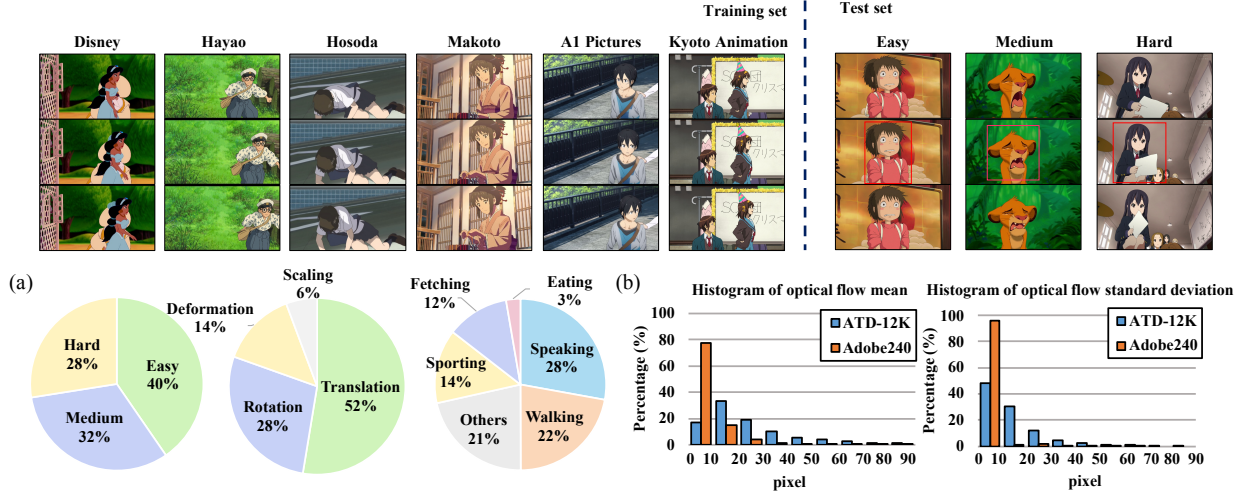 Training set
Test set
Disney
Hayao
Hosoda
Makoto
A1 Pictures
Kyoto Animation
Easy
Medium
Hard
(a)
Hard
28%
Easy
40%
Medium
32%
Scaling
6%
Deformation
14%
Translation
52%
Rotation
28%
Fetching
12%
Eating
3%
Speaking
28%
Sporting
14%
Others
21%
Walking
22%
(b)
Histogram of optical flow mean
Percentage (%)
100
80
60
40
20
0
ATD-12K
Adobe240
0 10 20 30 40 50 60 70 80 90
pixel
Histogram of optical flow standard deviation
Percentage (%)
100
80
60
40
20
0
ATD-12K
Adobe240
0 10 20 30 40 50 60 70 80 90
pixel